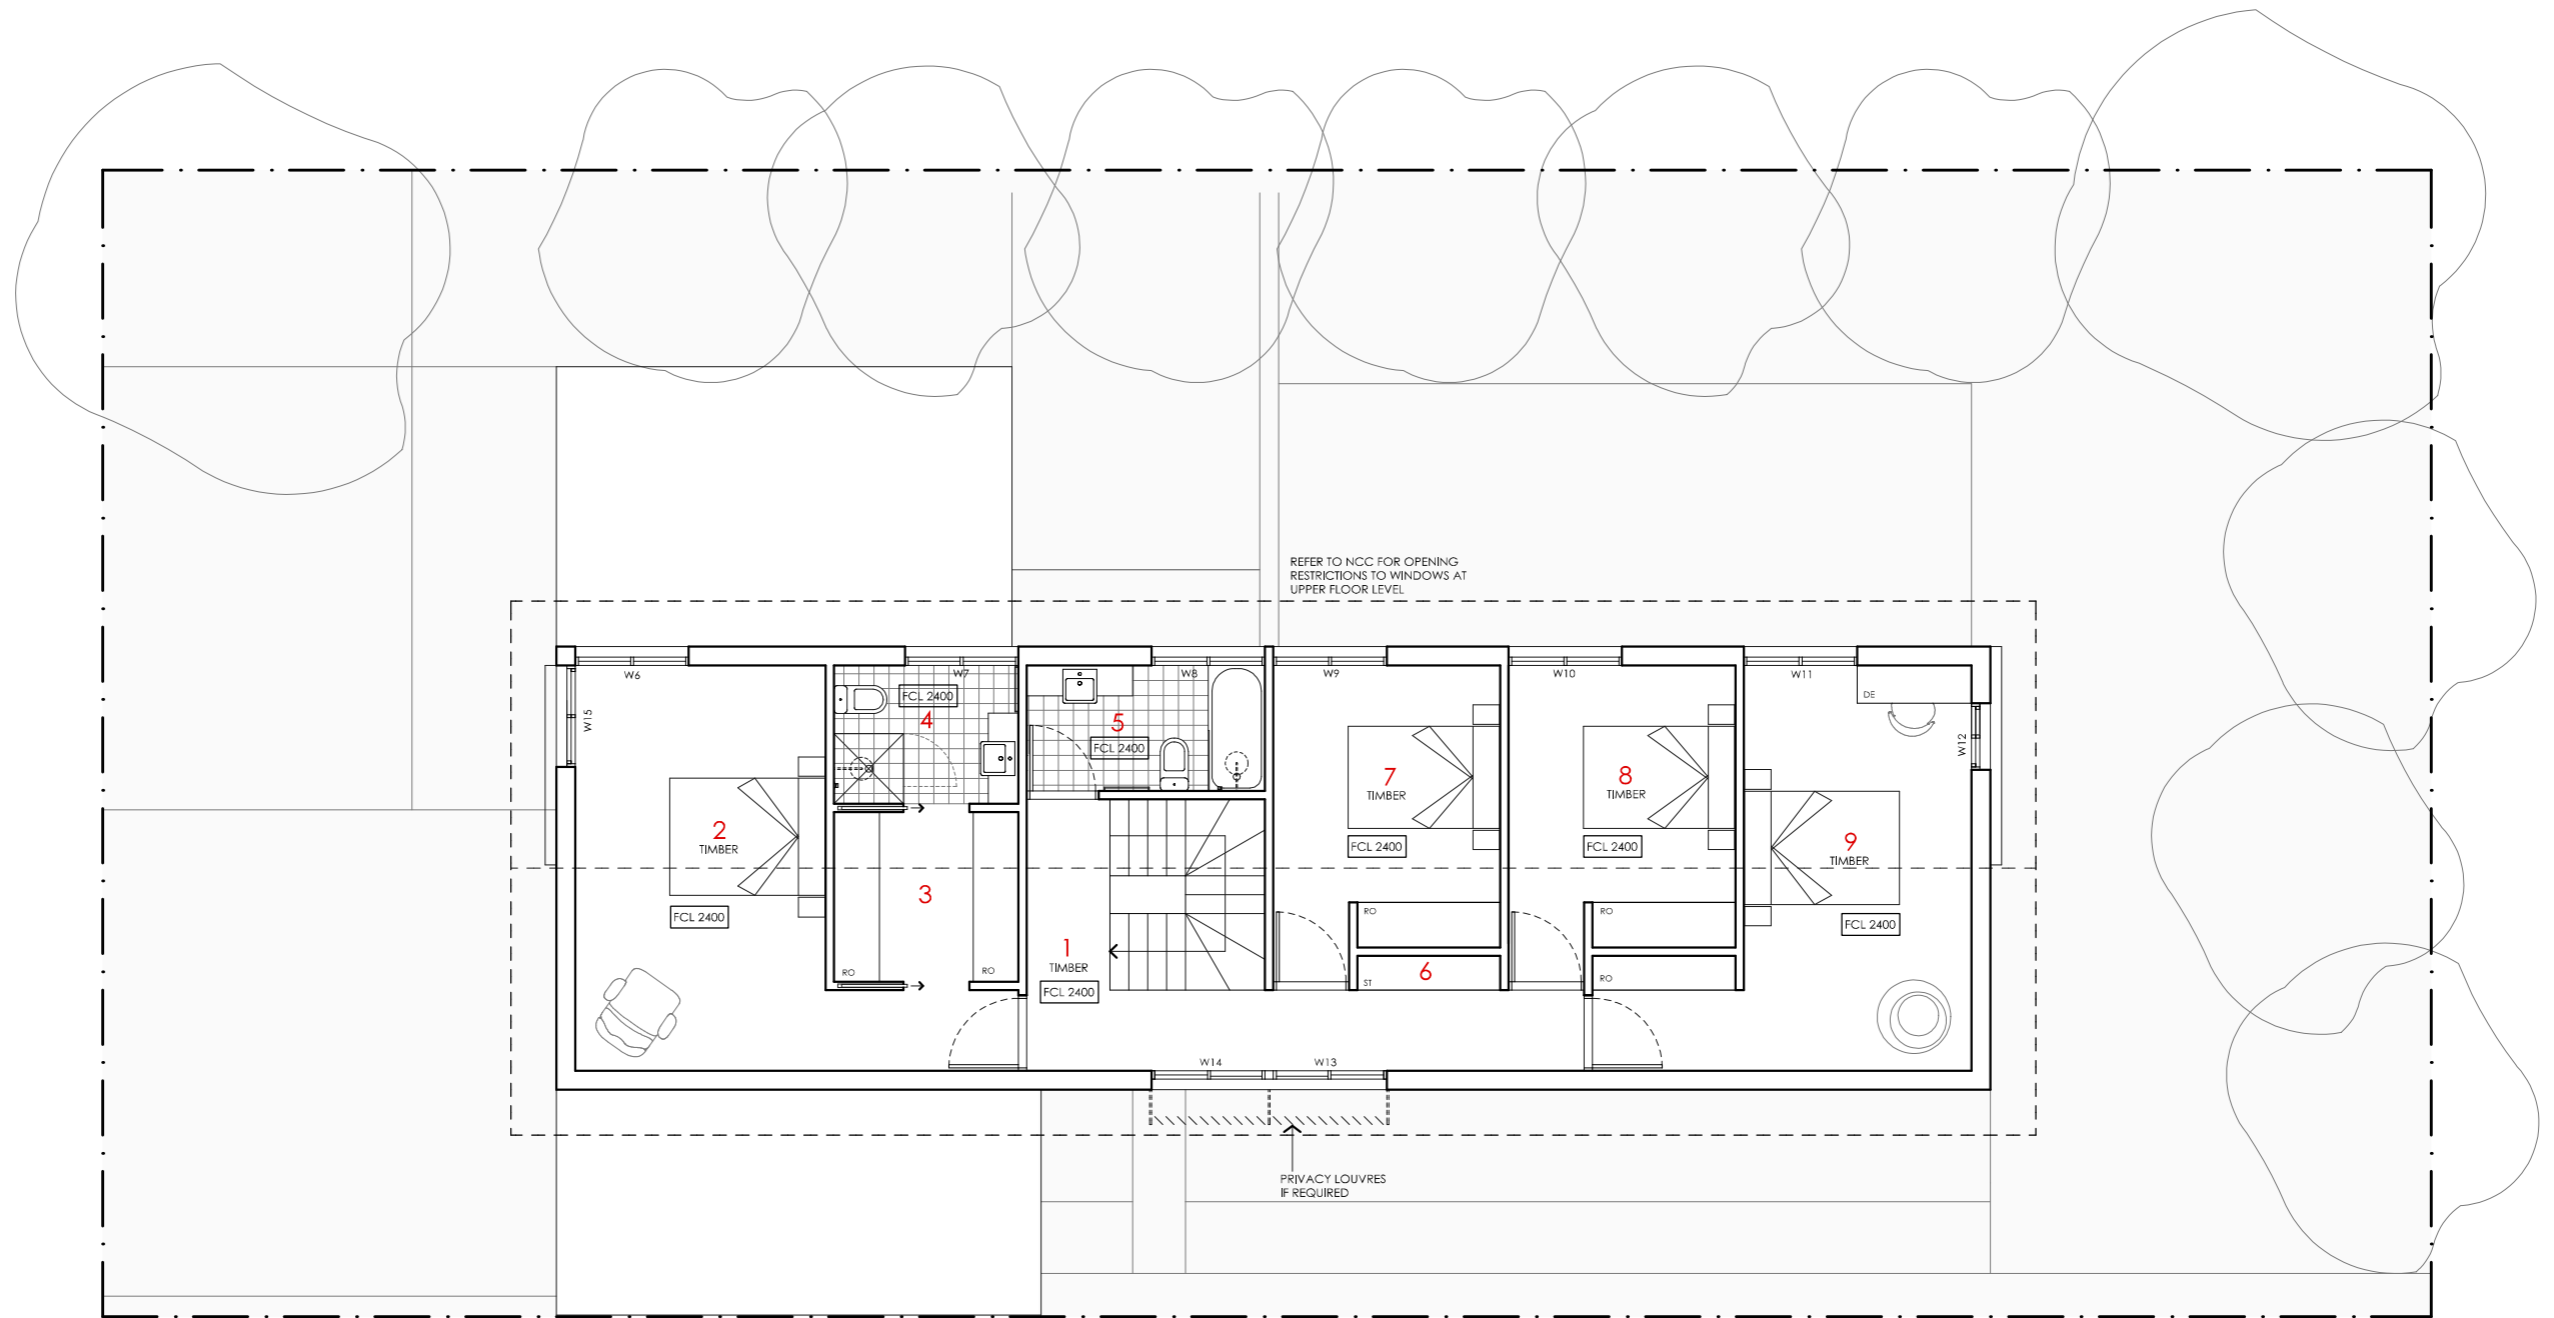 REFER TO NCC FOR OPENING
RESTRICTIONS TO WINDOWS AT
UPPER FLOOR LEVEL
W6
W7
W8
W9
W10
W11
DE
W15
FCL 2400
4
5
FCL 2400
W12
7
TIMBER
8
TIMBER
2
TIMBER
FCL 2400
FCL 2400
9
TIMBER
3
FCL 2400
RO
RO
FCL 2400
1
TIMBER
FCL 2400
RO
RO
6
ST
RO
W14
W13
PRIVACY LOUVRES
IF REQUIRED